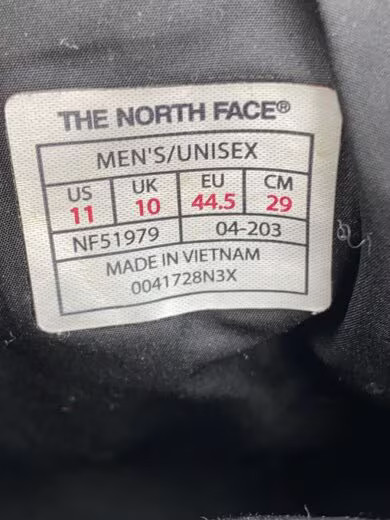 THE NORTH FACE®
MEN'S/UNISEX
US UK EU CM
11 10 44.5 29
NF51979 04-203
MADE IN VIETNAM
0041728N3X